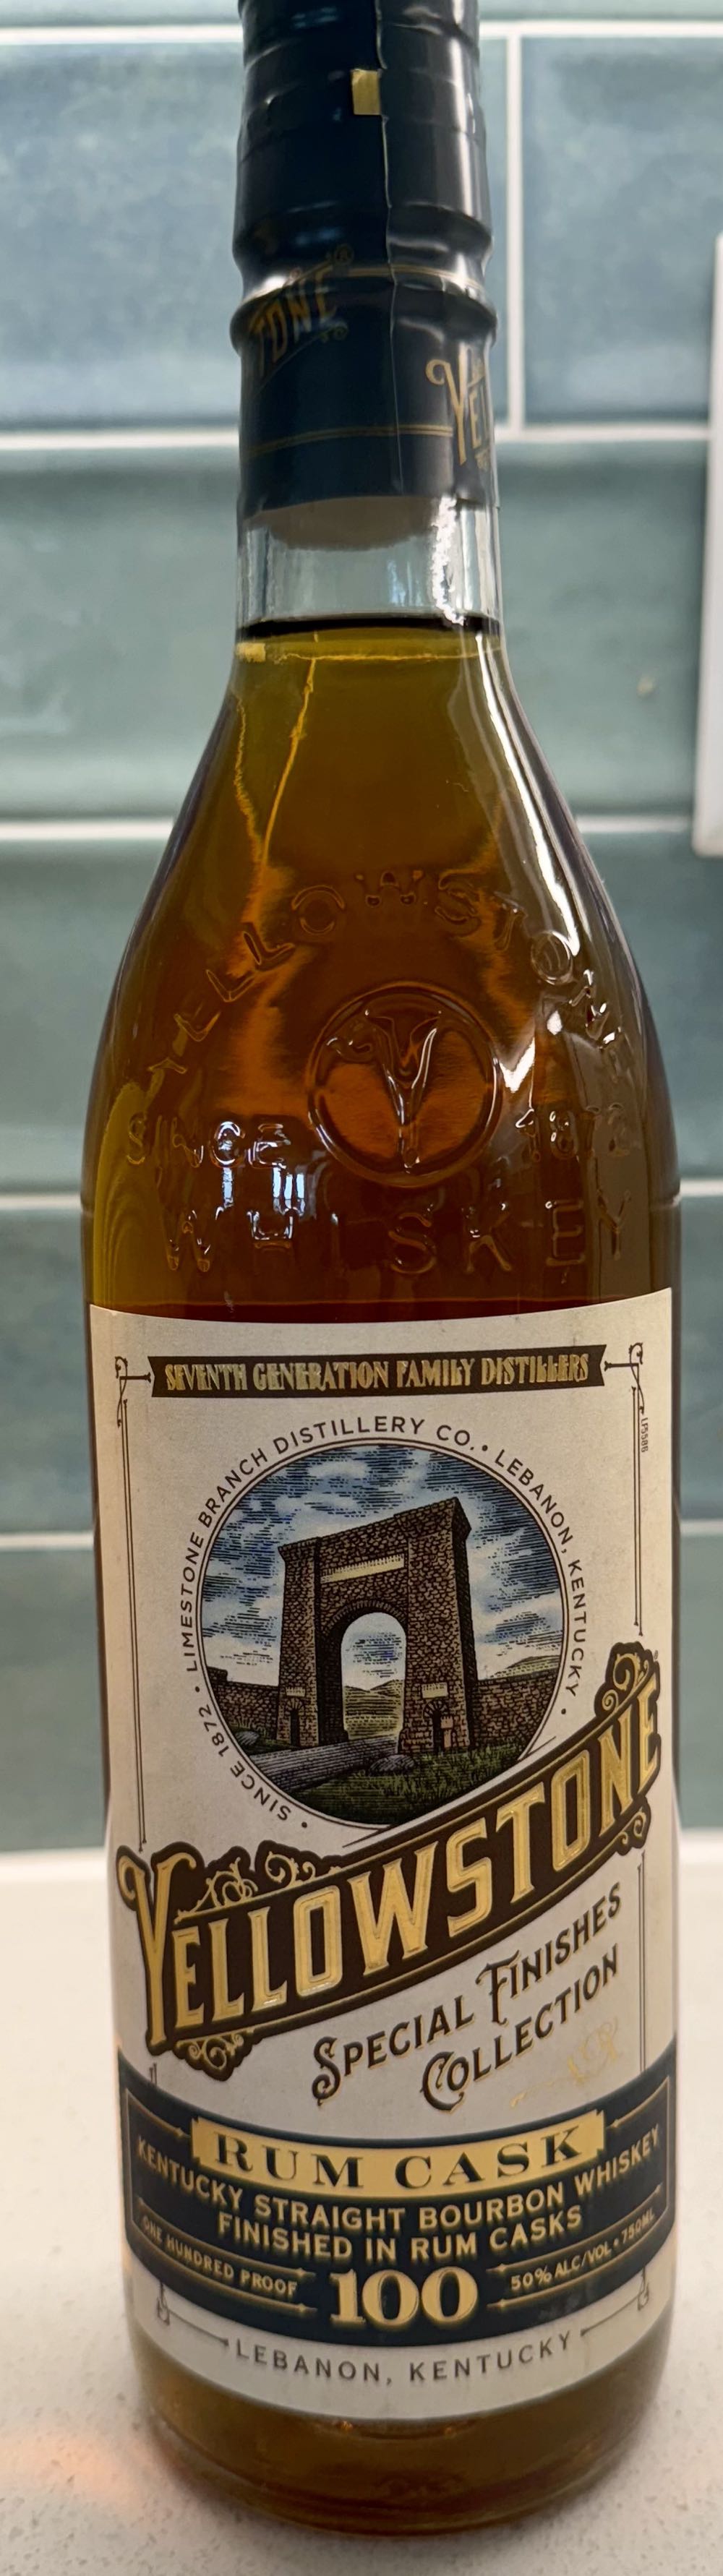 TONE
YEL
YELLOWSTONE
Y
SINCE 1872
WHISKEY
SEVENTH GENERATION FAMILY DISTILLERS
SINCE 1872 • LIMESTONE BRANCH DISTILLERY CO. • LEBANON, KENTUCKY •
YELLOWSTONE
SPECIAL FINISHES
COLLECTION
RUM CASK
KENTUCKY STRAIGHT BOURBON WHISKEY
FINISHED IN RUM CASKS
ONE HUNDRED PROOF 100 50% ALC/VOL • 750ML
LEBANON, KENTUCKY